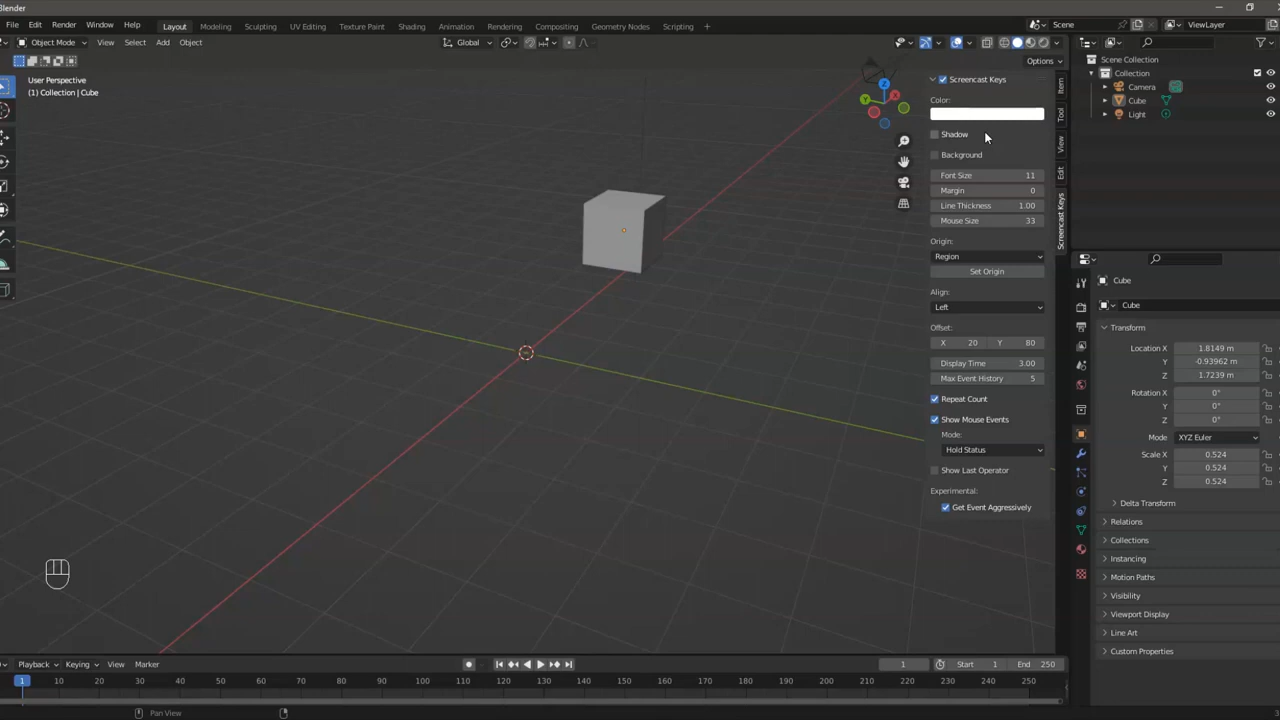 Blender
File Edit Render Window Help Layout Modeling Sculpting UV Editing Texture Paint Shading Animation Rendering Compositing Geometry Nodes Scripting + Scene ViewLayer
Object Mode View Select Add Object Global
Options
User Perspective
(1) Collection | Cube
Z
X
Y
Screencast Keys
Color:
Shadow
Background
Font Size 11
Margin 0
Line Thickness 1.00
Mouse Size 33
Origin:
Region
Set Origin
Align:
Left
Offset:
X 20 Y 80
Display Time 3.00
Max Event History 5
Repeat Count
Show Mouse Events
Mode:
Hold Status
Show Last Operator
Experimental:
Get Event Aggressively
Item
Tool
View
Edit
Screencast Keys
Scene Collection
Collection
Camera
Cube
Light
Cube
Cube
Transform
Location X 1.8149 m
Y -0.93962 m
Z 1.7239 m
Rotation X 0°
Y 0°
Z 0°
Mode XYZ Euler
Scale X 0.524
Y 0.524
Z 0.524
Delta Transform
Relations
Collections
Instancing
Motion Paths
Visibility
Viewport Display
Line Art
Custom Properties
Playback Keying View Marker 1 Start 1 End 250
1 10 20 30 40 50 60 70 80 90 100 110 120 130 140 150 160 170 180 190 200 210 220 230 240 250
Pan View